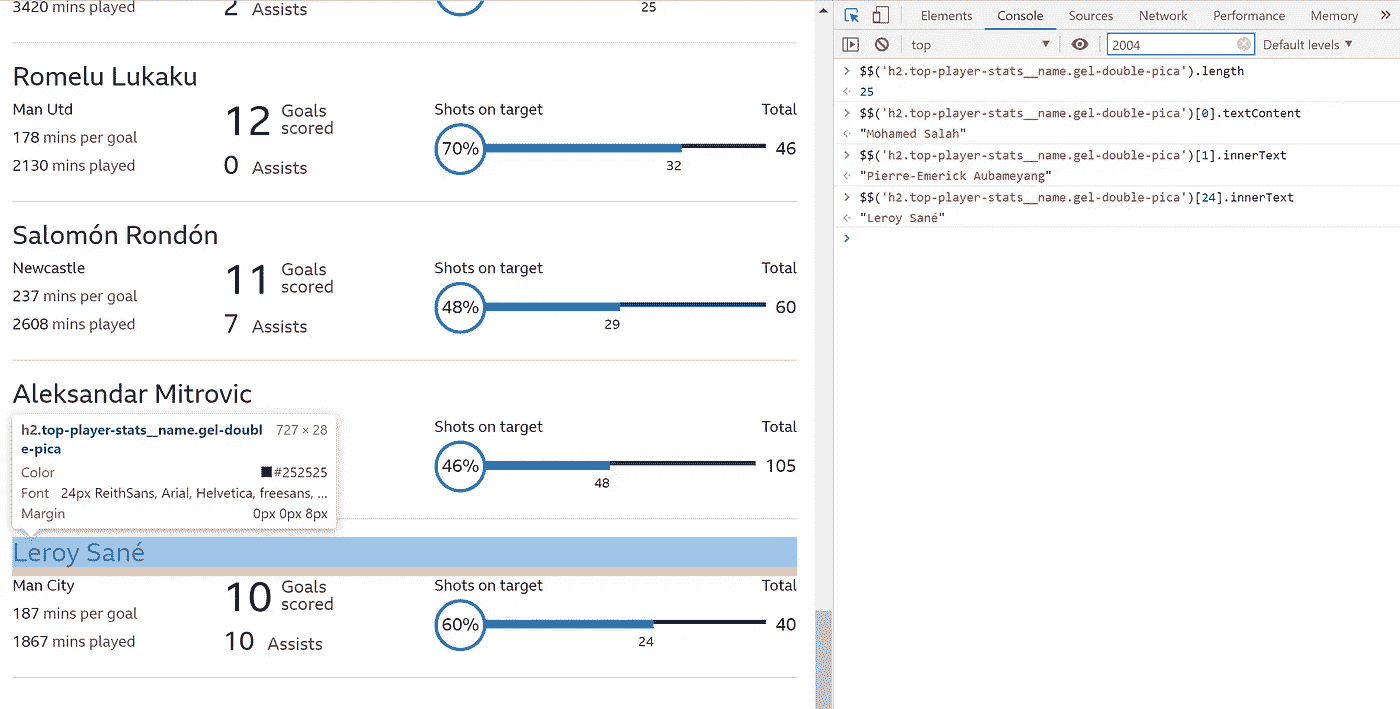 3420 mins played
2 Assists
25
Romelu Lukaku
Man Utd
178 mins per goal
2130 mins played
12 Goals
scored
0 Assists
Shots on target
Total
70%
46
32
Salomón Rondón
Newcastle
237 mins per goal
2608 mins played
11 Goals
scored
7 Assists
Shots on target
Total
48%
60
29
Aleksandar Mitrovic
Shots on target
Total
46%
105
48
h2.top-player-stats__name.gel-doubl 727 × 28
e-pica
Color #252525
Font 24px ReithSans, Arial, Helvetica, freesans, ...
Margin 0px 0px 8px
Leroy Sané
Man City
187 mins per goal
1867 mins played
10 Goals
scored
10 Assists
Shots on target
Total
60%
40
24
Elements Console Sources Network Performance Memory »
top 2004 Default levels
> $$('h2.top-player-stats__name.gel-double-pica').length
25
> $$('h2.top-player-stats__name.gel-double-pica')[0].textContent
"Mohamed Salah"
> $$('h2.top-player-stats__name.gel-double-pica')[1].innerText
"Pierre-Emerick Aubameyang"
> $$('h2.top-player-stats__name.gel-double-pica')[24].innerText
"Leroy Sané"
>